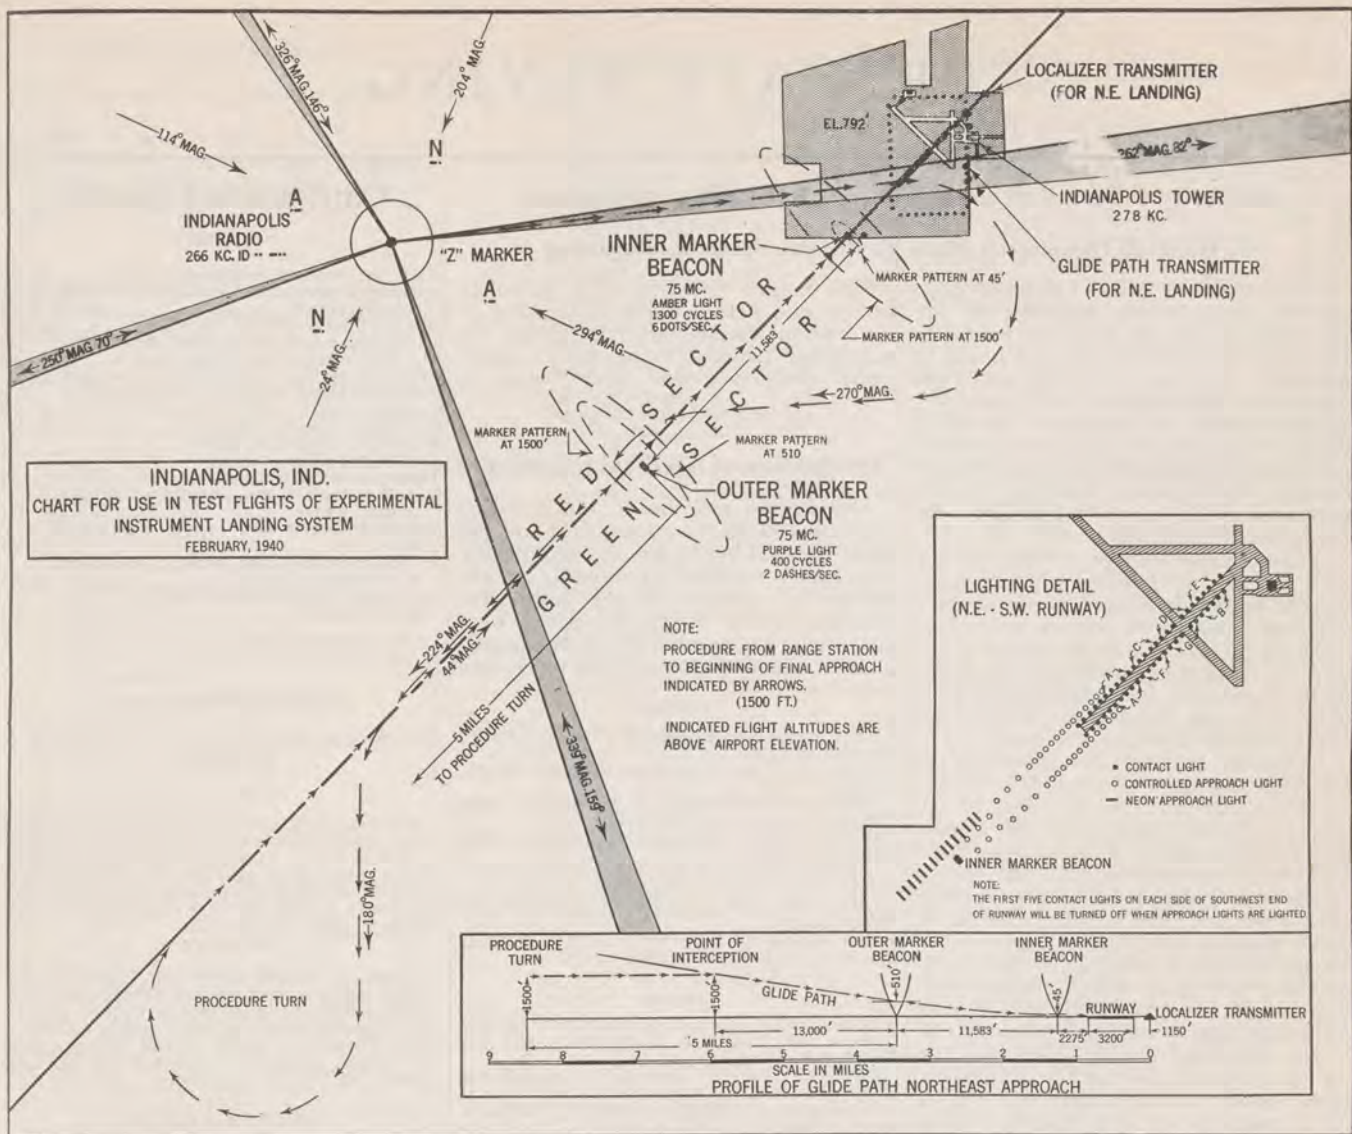 326° MAG. 146°
204° MAG.
114° MAG.
N
A
INDIANAPOLIS
RADIO
266 KC. ID ·· –·
"Z" MARKER
N
A
24° MAG.
250° MAG. 70°
294° MAG.
EL. 792'
LOCALIZER TRANSMITTER
(FOR N.E. LANDING)
262° MAG. 82°
INDIANAPOLIS TOWER
278 KC.
GLIDE PATH TRANSMITTER
(FOR N.E. LANDING)
INNER MARKER
BEACON
75 MC.
AMBER LIGHT
1300 CYCLES
6 DOTS/SEC.
MARKER PATTERN AT 45'
MARKER PATTERN AT 1500'
11,583'
270° MAG.
RED SECTOR
GREEN SECTOR
MARKER PATTERN
AT 1500'
MARKER PATTERN
AT 510'
OUTER MARKER
BEACON
75 MC.
PURPLE LIGHT
400 CYCLES
2 DASHES/SEC.
INDIANAPOLIS, IND.
CHART FOR USE IN TEST FLIGHTS OF EXPERIMENTAL
INSTRUMENT LANDING SYSTEM
FEBRUARY, 1940
224° MAG.
44° MAG.
5 MILES
TO PROCEDURE TURN
339° MAG. 159°
180° MAG.
PROCEDURE TURN
NOTE:
PROCEDURE FROM RANGE STATION
TO BEGINNING OF FINAL APPROACH
INDICATED BY ARROWS.
(1500 FT.)
INDICATED FLIGHT ALTITUDES ARE
ABOVE AIRPORT ELEVATION.
LIGHTING DETAIL
(N.E. - S.W. RUNWAY)
E
D
B
C
G
A
F
A
CONTACT LIGHT
CONTROLLED APPROACH LIGHT
NEON APPROACH LIGHT
INNER MARKER BEACON
NOTE:
THE FIRST FIVE CONTACT LIGHTS ON EACH SIDE OF SOUTHWEST END
OF RUNWAY WILL BE TURNED OFF WHEN APPROACH LIGHTS ARE LIGHTED
PROCEDURE
TURN
POINT OF
INTERCEPTION
OUTER MARKER
BEACON
INNER MARKER
BEACON
1500'
1500'
510'
45'
GLIDE PATH
RUNWAY
LOCALIZER TRANSMITTER
13,000'
11,583'
2275'
3200'
1150'
5 MILES
9 8 7 6 5 4 3 2 1 0
SCALE IN MILES
PROFILE OF GLIDE PATH NORTHEAST APPROACH